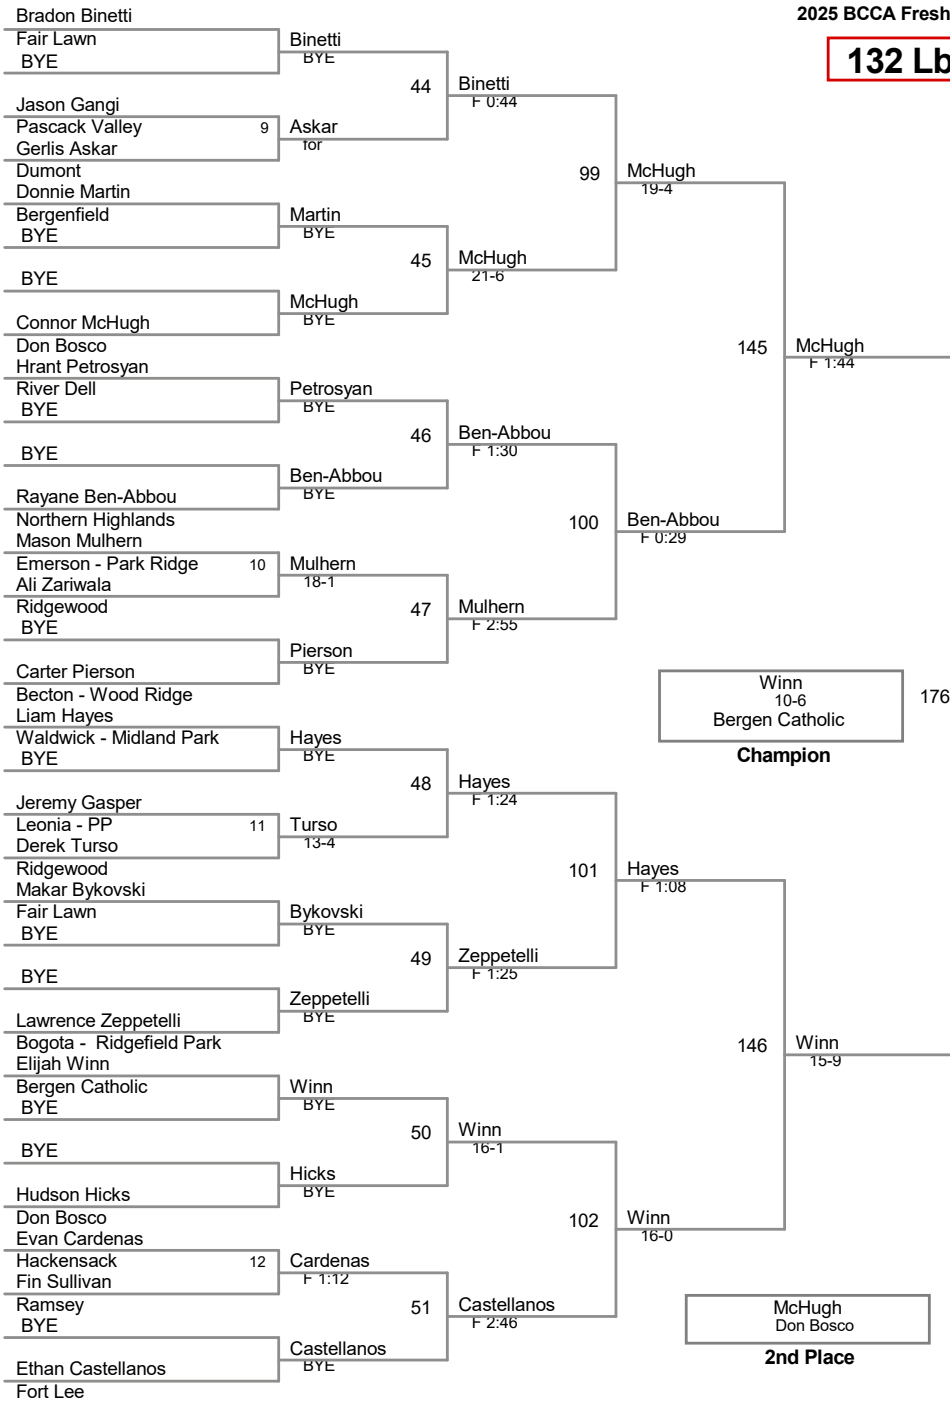 2025 BCCA Fresh
132 Lb
Bradon Binetti
Fair Lawn
BYE
Jason Gangi
Pascack Valley
9
Gerlis Askar
Dumont
Donnie Martin
Bergenfield
BYE
BYE
Connor McHugh
Don Bosco
Hrant Petrosyan
River Dell
BYE
BYE
Rayane Ben-Abbou
Northern Highlands
Mason Mulhern
Emerson - Park Ridge
10
Ali Zariwala
Ridgewood
BYE
Carter Pierson
Becton - Wood Ridge
Liam Hayes
Waldwick - Midland Park
BYE
Jeremy Gasper
Leonia - PP
11
Derek Turso
Ridgewood
Makar Bykovski
Fair Lawn
BYE
BYE
Lawrence Zeppetelli
Bogota - Ridgefield Park
Elijah Winn
Bergen Catholic
BYE
BYE
Hudson Hicks
Don Bosco
Evan Cardenas
Hackensack
12
Fin Sullivan
Ramsey
BYE
Ethan Castellanos
Fort Lee
Binetti
BYE
44
Askar
for
Martin
BYE
45
McHugh
BYE
Petrosyan
BYE
46
Ben-Abbou
BYE
Mulhern
18-1
47
Pierson
BYE
Hayes
BYE
48
Turso
13-4
Bykovski
BYE
49
Zeppetelli
BYE
Winn
BYE
50
Hicks
BYE
Cardenas
F 1:12
51
Castellanos
BYE
Binetti
F 0:44
99
McHugh
21-6
Ben-Abbou
F 1:30
100
Mulhern
F 2:55
Hayes
F 1:24
101
Zeppetelli
F 1:25
Winn
16-1
102
Castellanos
F 2:46
McHugh
19-4
145
Ben-Abbou
F 0:29
Hayes
F 1:08
146
Winn
16-0
McHugh
F 1:44
Winn
15-9
Winn
10-6
Bergen Catholic
176
Champion
McHugh
Don Bosco
2nd Place